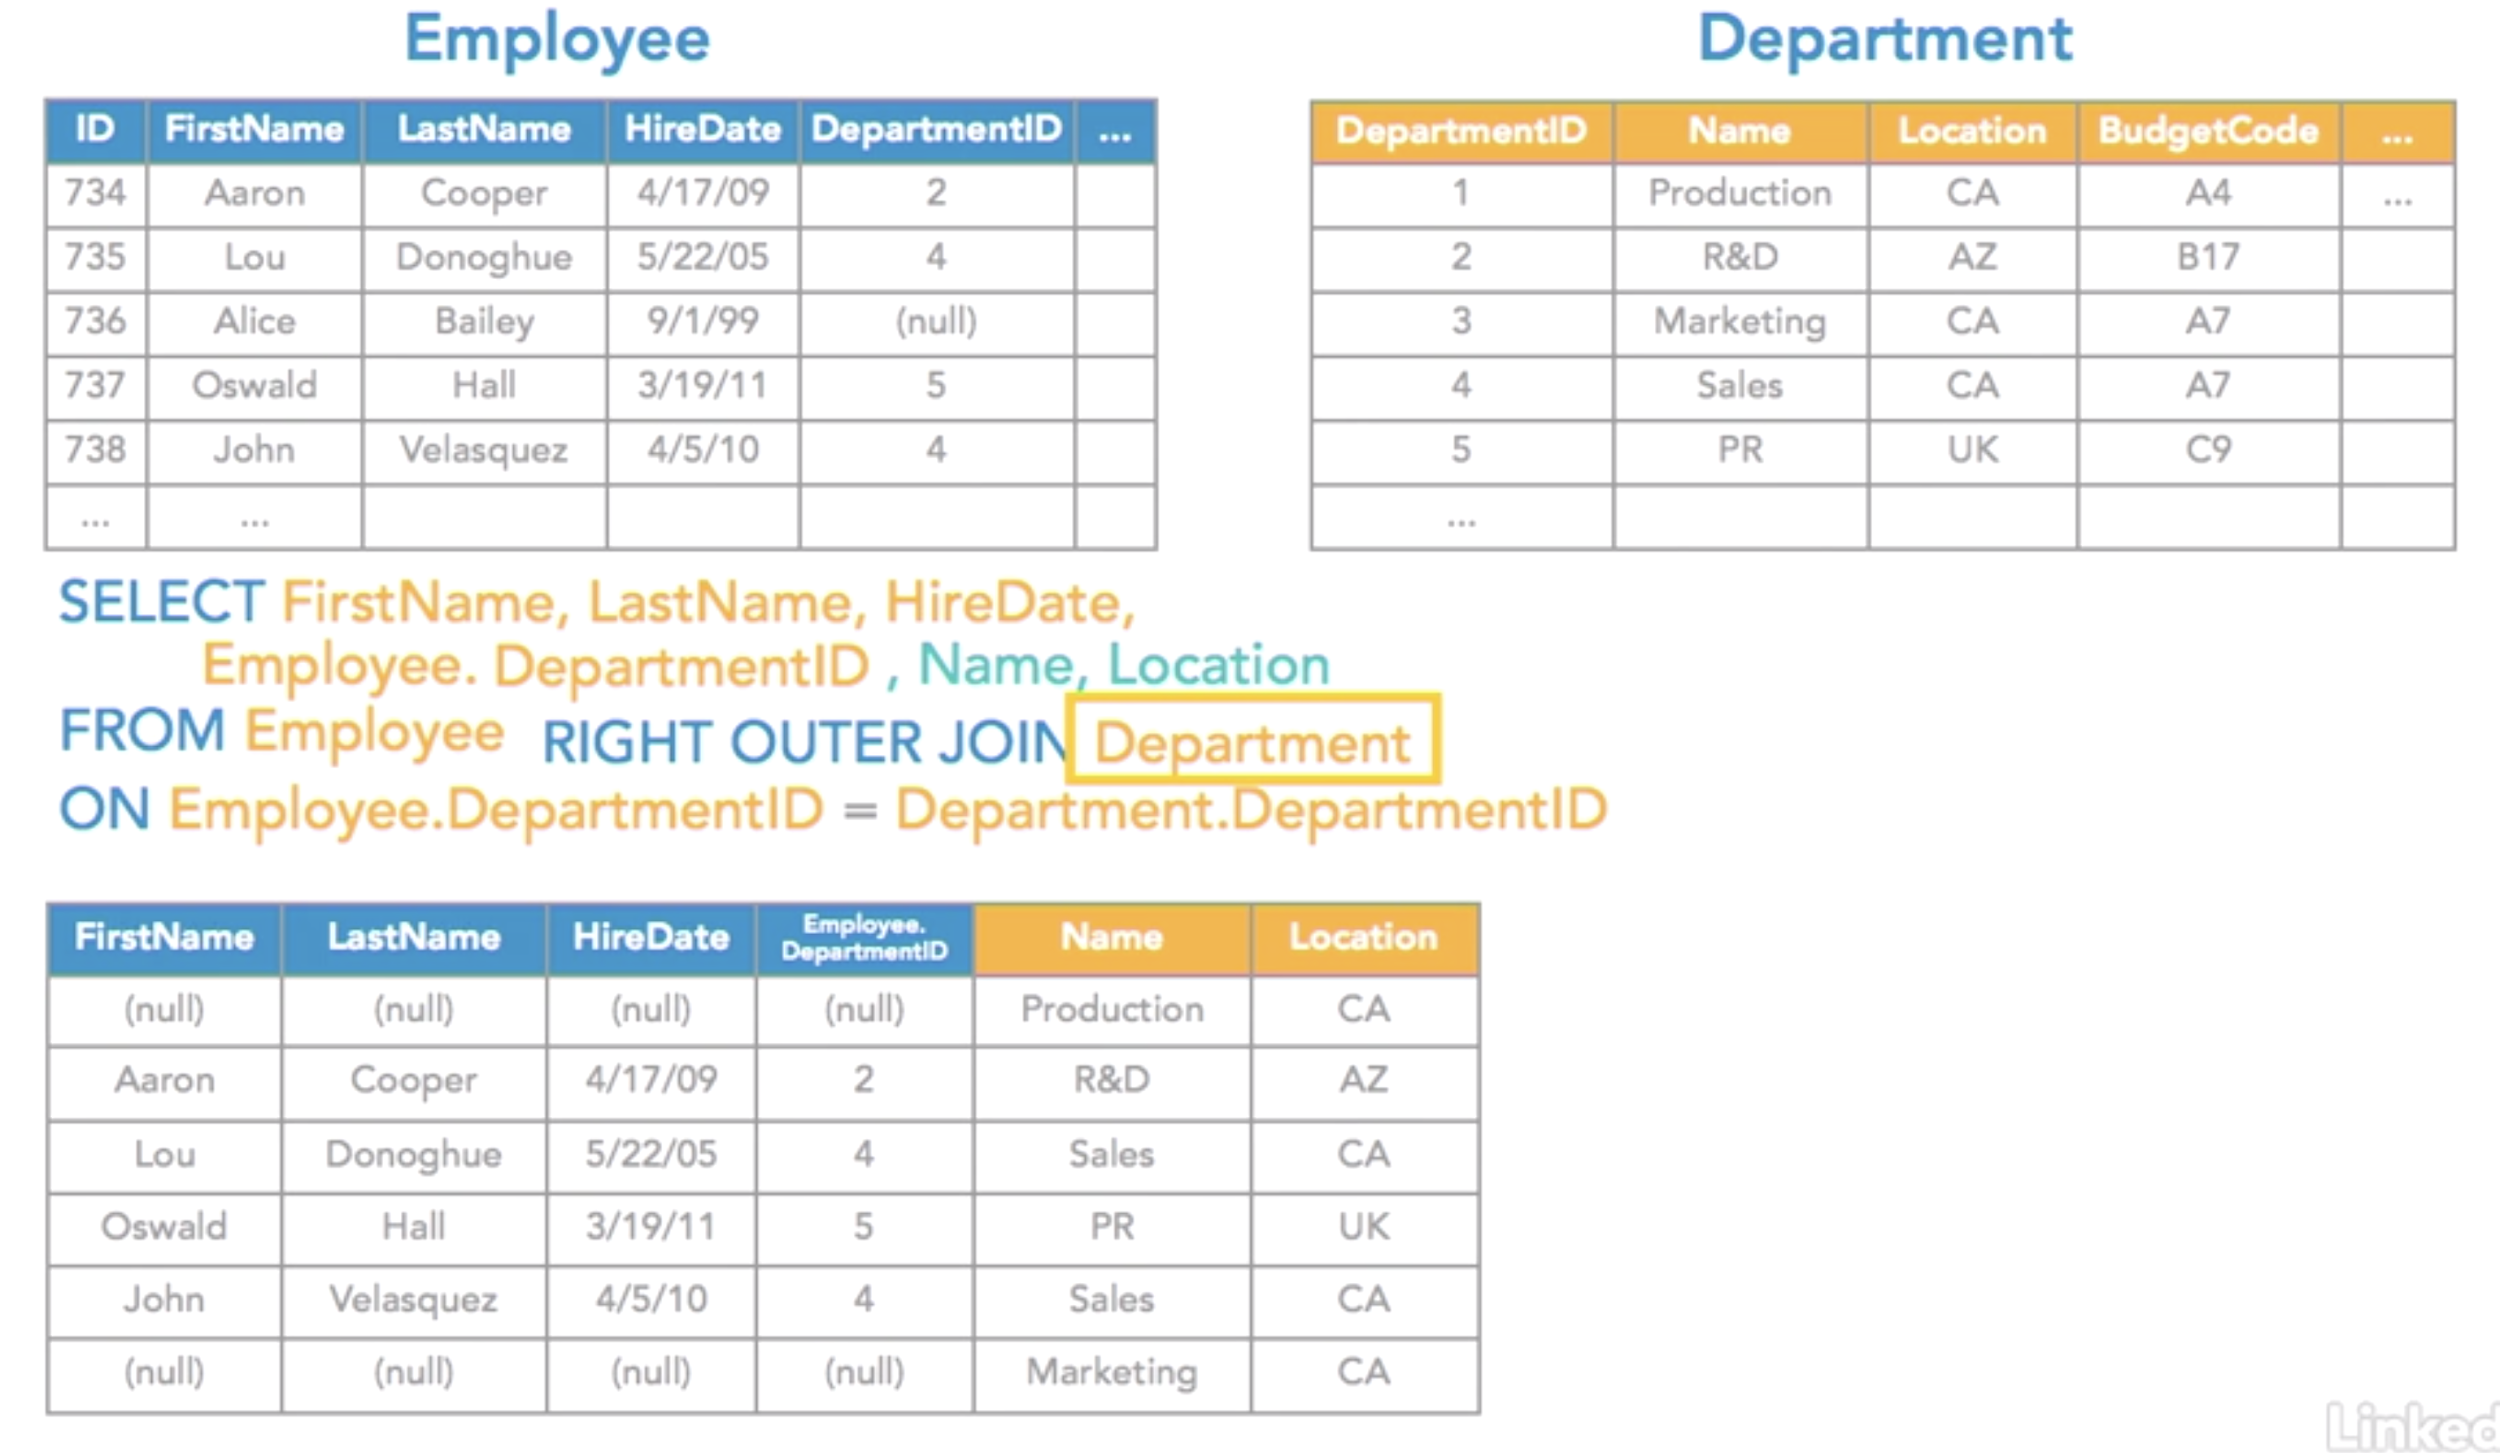 Employee
Department
ID FirstName LastName HireDate DepartmentID ...
734 Aaron Cooper 4/17/09 2
735 Lou Donoghue 5/22/05 4
736 Alice Bailey 9/1/99 (null)
737 Oswald Hall 3/19/11 5
738 John Velasquez 4/5/10 4
... ...
DepartmentID Name Location BudgetCode ...
1 Production CA A4 ...
2 R&D AZ B17
3 Marketing CA A7
4 Sales CA A7
5 PR UK C9
...
SELECT FirstName, LastName, HireDate,
Employee. DepartmentID , Name, Location
FROM Employee RIGHT OUTER JOIN Department
ON Employee.DepartmentID = Department.DepartmentID
FirstName LastName HireDate Employee. DepartmentID Name Location
(null) (null) (null) (null) Production CA
Aaron Cooper 4/17/09 2 R&D AZ
Lou Donoghue 5/22/05 4 Sales CA
Oswald Hall 3/19/11 5 PR UK
John Velasquez 4/5/10 4 Sales CA
(null) (null) (null) (null) Marketing CA
Linked